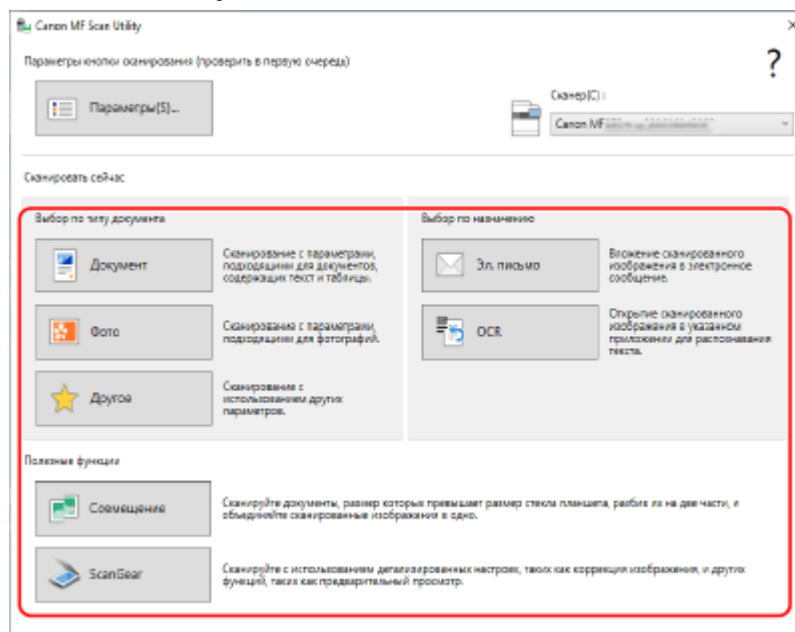 Canon MF Scan Utility
Параметры кнопки сканирования (проверить в первую очередь)
?
Параметры(S)...
Сканер(C) :
Canon MF
Сканировать сейчас
Выбор по типу документа
Выбор по назначению
Документ
Сканирование с параметрами,
подходящими для документов,
содержащих текст и таблицы.
Эл. письмо
Вложение сканированного
изображения в электронное
сообщение.
Фото
Сканирование с параметрами,
подходящими для фотографий.
OCR
Открытие сканированного
изображения в указанном
приложении для распознавания
текста.
Другое
Сканирование с
использованием других
параметров.
Полезные функции
Совмещение
Сканируйте документы, размер которых превышает размер стекла планшета, разбив их на две части, и
объединяйте сканированные изображения в одно.
ScanGear
Сканируйте с использованием детализированных настроек, таких как коррекция изображения, и других
функций, таких как предварительный просмотр.